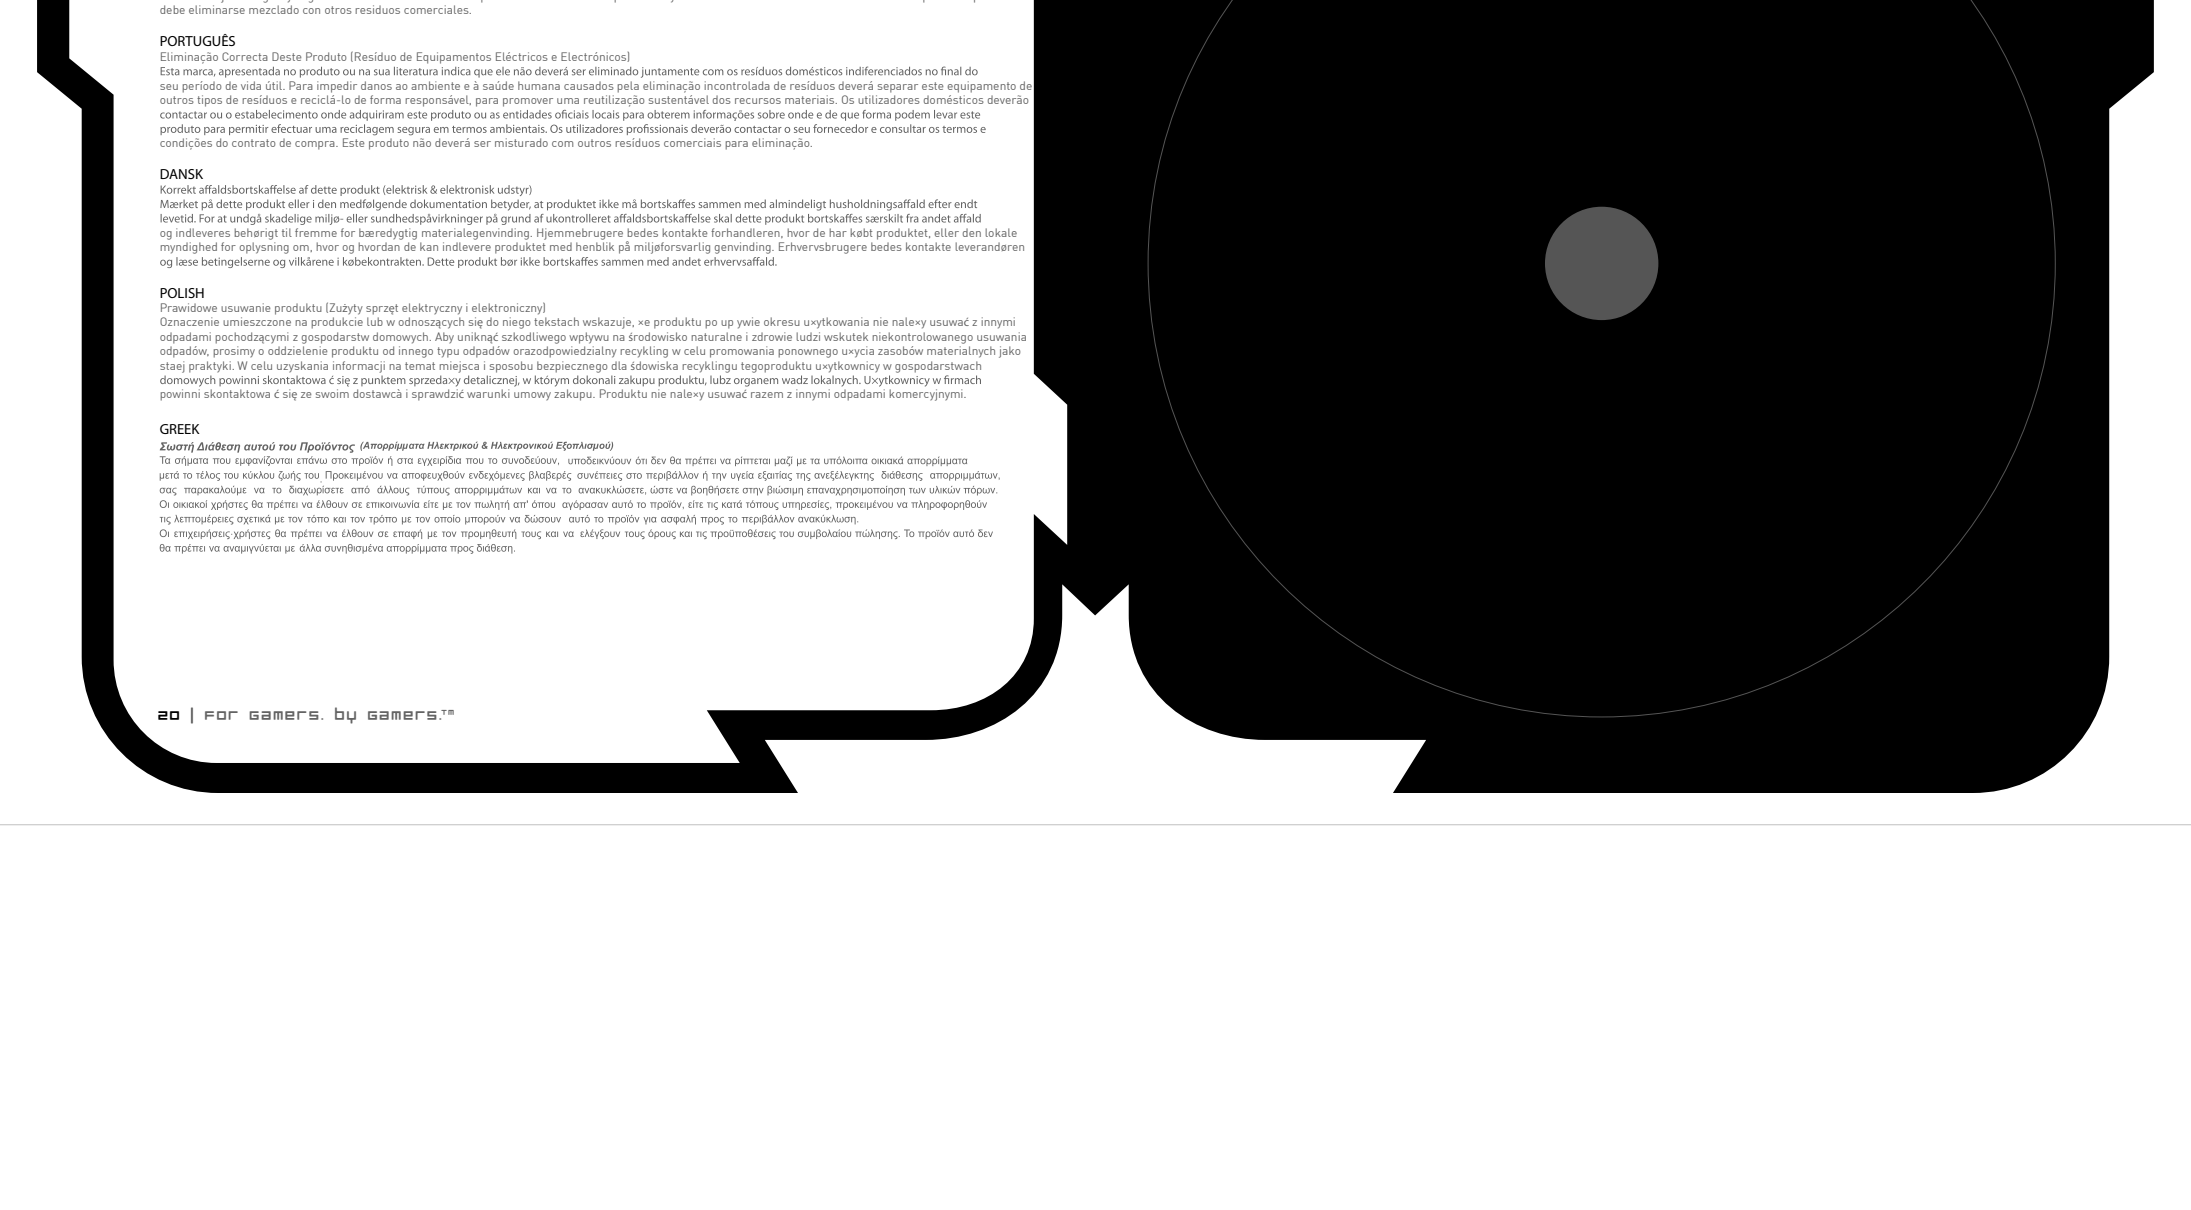 debe eliminarse mezclado con otros residuos comerciales.
PORTUGUÊS
Eliminação Correcta Deste Produto (Resíduo de Equipamentos Eléctricos e Electrónicos)
Esta marca, apresentada no produto ou na sua literatura indica que ele não deverá ser eliminado juntamente com os resíduos domésticos indiferenciados no final do
seu período de vida útil. Para impedir danos ao ambiente e à saúde humana causados pela eliminação incontrolada de resíduos deverá separar este equipamento de
outros tipos de resíduos e reciclá-lo de forma responsável, para promover uma reutilização sustentável dos recursos materiais. Os utilizadores domésticos deverão
contactar ou o estabelecimento onde adquiriram este produto ou as entidades oficiais locais para obterem informações sobre onde e de que forma podem levar este
produto para permitir efectuar uma reciclagem segura em termos ambientais. Os utilizadores profissionais deverão contactar o seu fornecedor e consultar os termos e
condições do contrato de compra. Este produto não deverá ser misturado com outros resíduos comerciais para eliminação.
DANSK
Korrekt affaldsbortskaffelse af dette produkt (elektrisk & elektronisk udstyr)
Mærket på dette produkt eller i den medfølgende dokumentation betyder, at produktet ikke må bortskaffes sammen med almindeligt husholdningsaffald efter endt
levetid. For at undgå skadelige miljø- eller sundhedspåvirkninger på grund af ukontrolleret affaldsbortskaffelse skal dette produkt bortskaffes særskilt fra andet affald
og indleveres behørigt til fremme for bæredygtig materialegenvinding. Hjemmebrugere bedes kontakte forhandleren, hvor de har købt produktet, eller den lokale
myndighed for oplysning om, hvor og hvordan de kan indlevere produktet med henblik på miljøforsvarlig genvinding. Erhvervsbrugere bedes kontakte leverandøren
og læse betingelserne og vilkårene i købekontrakten. Dette produkt bør ikke bortskaffes sammen med andet erhvervsaffald.
POLISH
Prawidowe usuwanie produktu (Zużyty sprzęt elektryczny i elektroniczny)
Oznaczenie umieszczone na produkcie lub w odnoszących się do niego tekstach wskazuje, ×e produktu po up ywie okresu u×ytkowania nie nale×y usuwać z innymi
odpadami pochodzącymi z gospodarstw domowych. Aby uniknąć szkodliwego wpływu na środowisko naturalne i zdrowie ludzi wskutek niekontrolowanego usuwania
odpadów, prosimy o oddzielenie produktu od innego typu odpadów orazodpowiedzialny recykling w celu promowania ponownego u×ycia zasobów materialnych jako
staej praktyki. W celu uzyskania informacji na temat miejsca i sposobu bezpiecznego dla śdowiska recyklingu tegoproduktu u×ytkownicy w gospodarstwach
domowych powinni skontaktowa ć się z punktem sprzeda×y detalicznej, w którym dokonali zakupu produktu, lubz organem wadz lokalnych. U×ytkownicy w firmach
powinni skontaktowa ć się ze swoim dostawcà i sprawdzić warunki umowy zakupu. Produktu nie nale×y usuwać razem z innymi odpadami komercyjnymi.
GREEK
Σωστή Διάθεση αυτού του Προϊόντος (Απορρίμματα Ηλεκτρικού & Ηλεκτρονικού Εξοπλισμού)
Τα σήματα που εμφανίζονται επάνω στο προϊόν ή στα εγχειρίδια που το συνοδεύουν, υποδεικνύουν ότι δεν θα πρέπει να ρίπτεται μαζί με τα υπόλοιπα οικιακά απορρίμματα
μετά το τέλος του κύκλου ζωής του. Προκειμένου να αποφευχθούν ενδεχόμενες βλαβερές συνέπειες στο περιβάλλον ή την υγεία εξαιτίας της ανεξέλεγκτης διάθεσης απορριμμάτων,
σας παρακαλούμε να το διαχωρίσετε από άλλους τύπους απορριμμάτων και να το ανακυκλώσετε, ώστε να βοηθήσετε στην βιώσιμη επαναχρησιμοποίηση των υλικών πόρων.
Οι οικιακοί χρήστες θα πρέπει να έλθουν σε επικοινωνία είτε με τον πωλητή απ' όπου αγόρασαν αυτό το προϊόν, είτε τις κατά τόπους υπηρεσίες, προκειμένου να πληροφορηθούν
τις λεπτομέρειες σχετικά με τον τόπο και τον τρόπο με τον οποίο μπορούν να δώσουν αυτό το προϊόν για ασφαλή προς το περιβάλλον ανακύκλωση.
Οι επιχειρήσεις-χρήστες θα πρέπει να έλθουν σε επαφή με τον προμηθευτή τους και να ελέγξουν τους όρους και τις προϋποθέσεις του συμβολαίου πώλησης. Το προϊόν αυτό δεν
θα πρέπει να αναμιγνύεται με άλλα συνηθισμένα απορρίμματα προς διάθεση.
20 | For Gamers. by Gamers.™